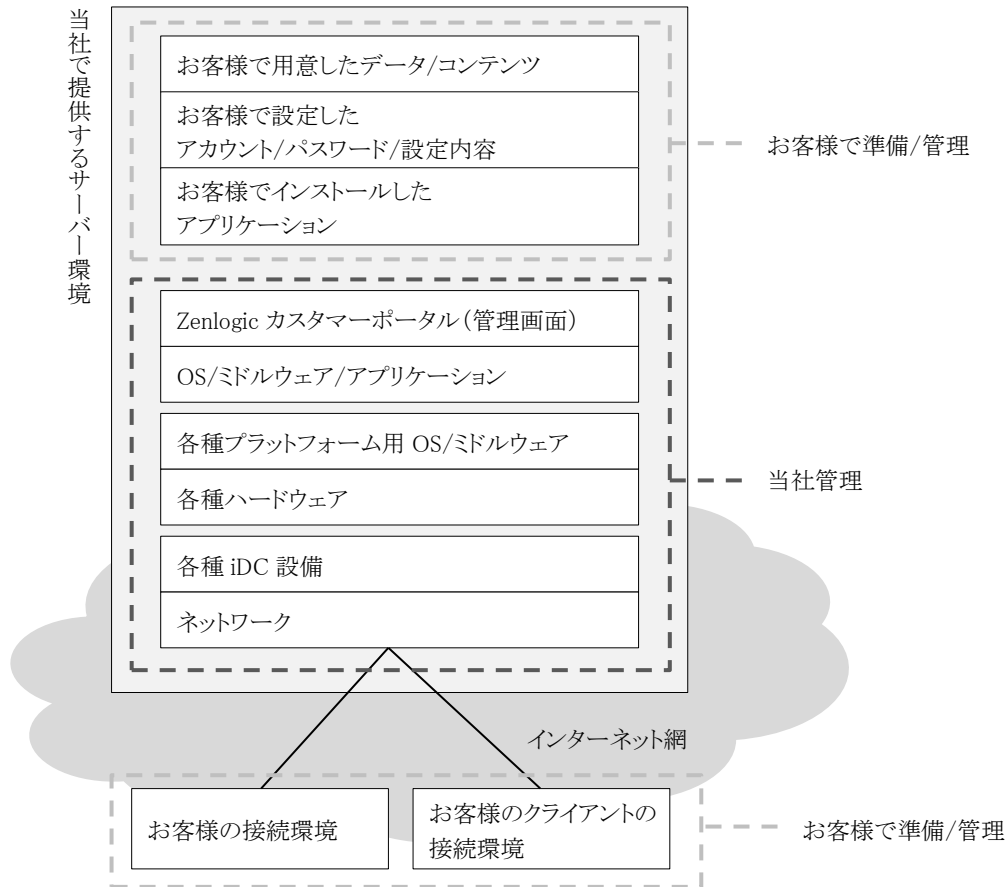 当社で提供するサーバー環境
お客様で用意したデータ/コンテンツ
お客様で設定した
アカウント/パスワード/設定内容
お客様でインストールした
アプリケーション
お客様で準備/管理
Zenlogic カスタマーポータル（管理画面）
OS/ミドルウェア/アプリケーション
各種プラットフォーム用 OS/ミドルウェア
各種ハードウェア
当社管理
各種 iDC 設備
ネットワーク
インターネット網
お客様の接続環境
お客様のクライアントの
接続環境
お客様で準備/管理